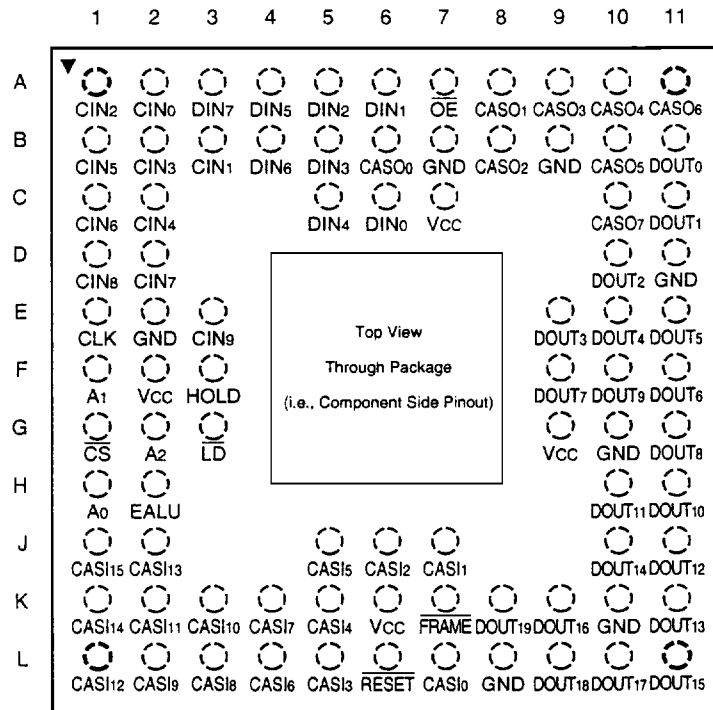 1 2 3 4 5 6 7 8 9 10 11
A
CIN2 CIN0 DIN7 DIN5 DIN2 DIN1 OE CASO1 CASO3 CASO4 CASO6
B
CIN5 CIN3 CIN1 DIN6 DIN3 CASO0 GND CASO2 GND CASO5 DOUT0
C
CIN6 CIN4 DIN4 DIN0 VCC CASO7 DOUT1
D
CIN8 CIN7 DOUT2 GND
E
CLK GND CIN9 DOUT3 DOUT4 DOUT5
Top View
F
Through Package
A1 VCC HOLD DOUT7 DOUT9 DOUT6
(i.e., Component Side Pinout)
G
CS A2 LD VCC GND DOUT8
H
A0 EALU DOUT11 DOUT10
J
CASI15 CASI13 CASI5 CASI2 CASI1 DOUT14 DOUT12
K
CASI14 CASI11 CASI10 CASI7 CASI4 VCC FRAME DOUT19 DOUT16 GND DOUT13
L
CASI12 CASI9 CASI8 CASI6 CASI3 RESET CASI0 GND DOUT18 DOUT17 DOUT15